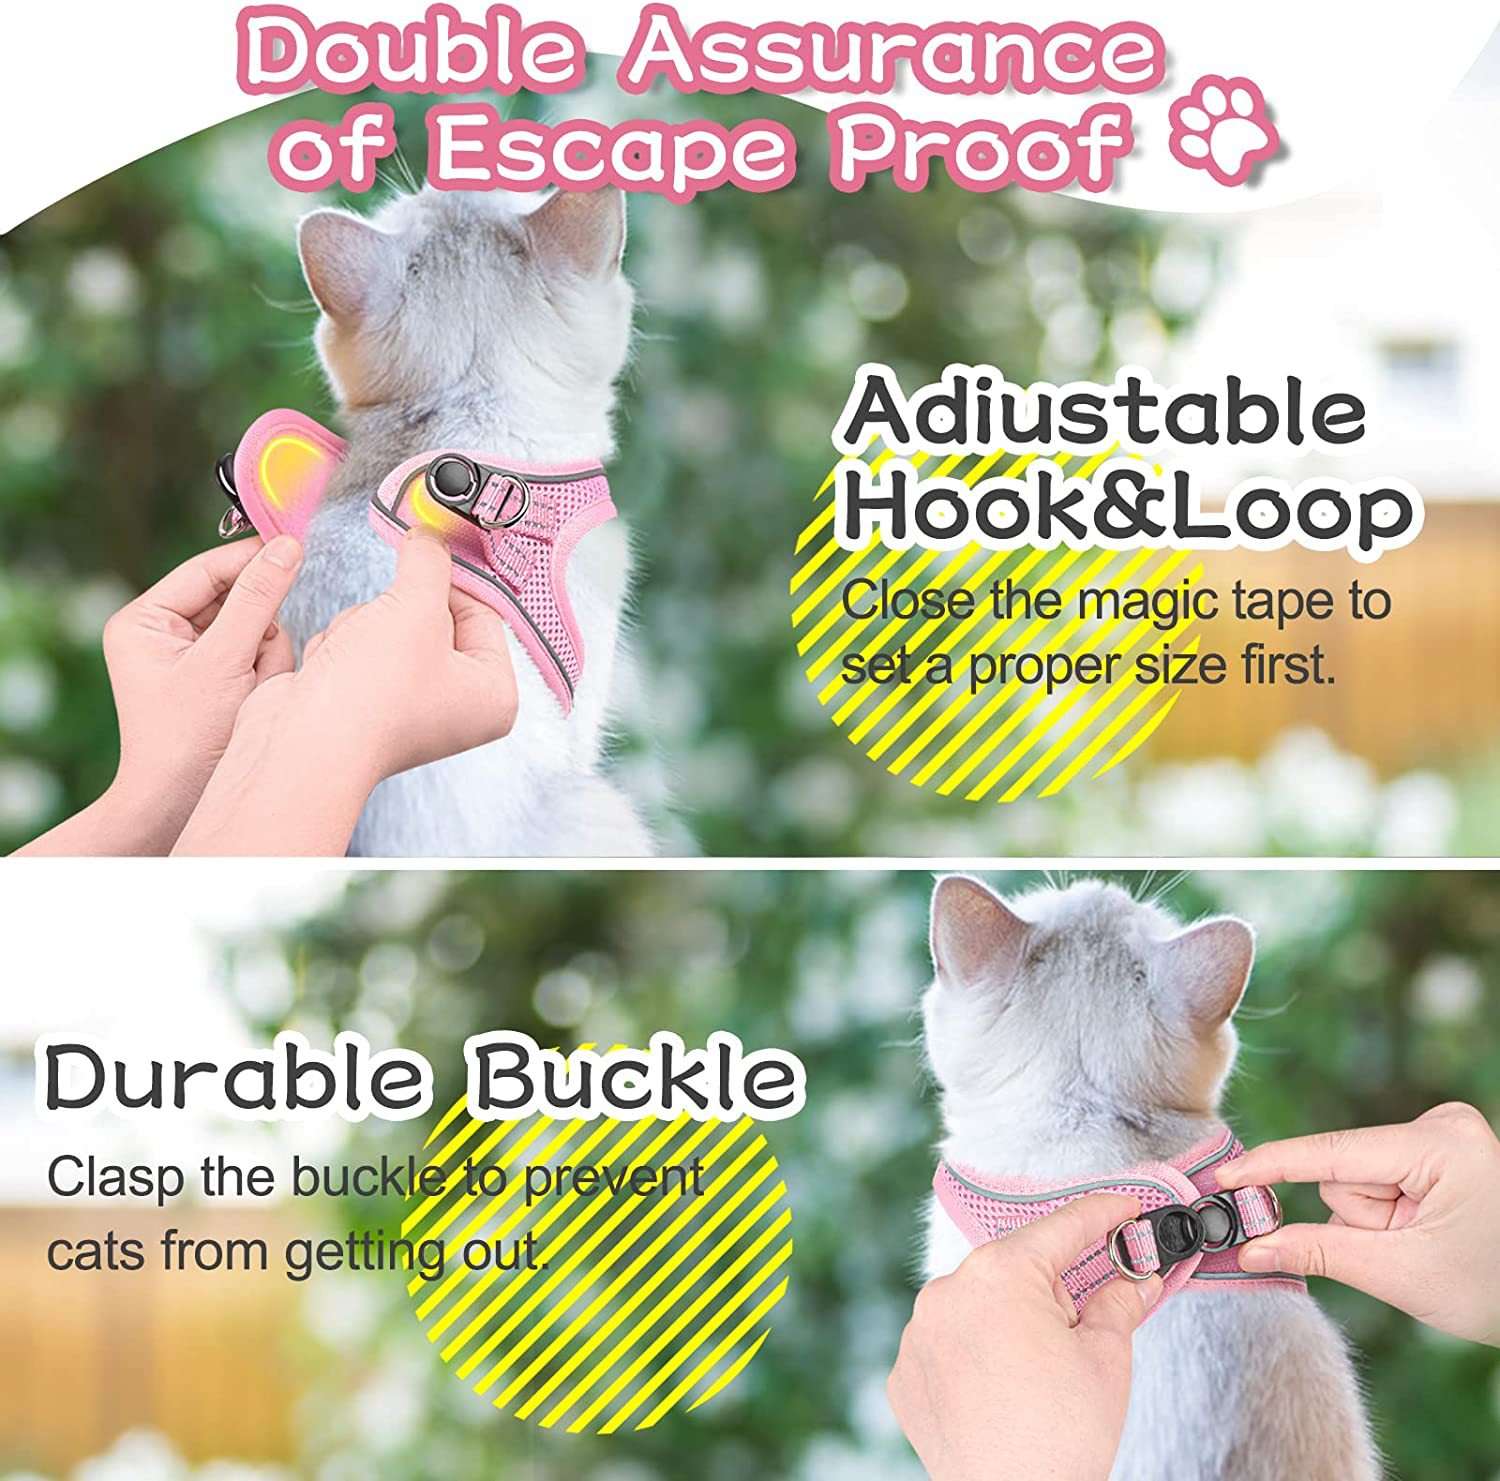 Double Assurance
of Escape Proof
Adiustable
Hook&Loop
Close the magic tape to
set a proper size first.
Durable Buckle
Clasp the buckle to prevent
cats from getting out.